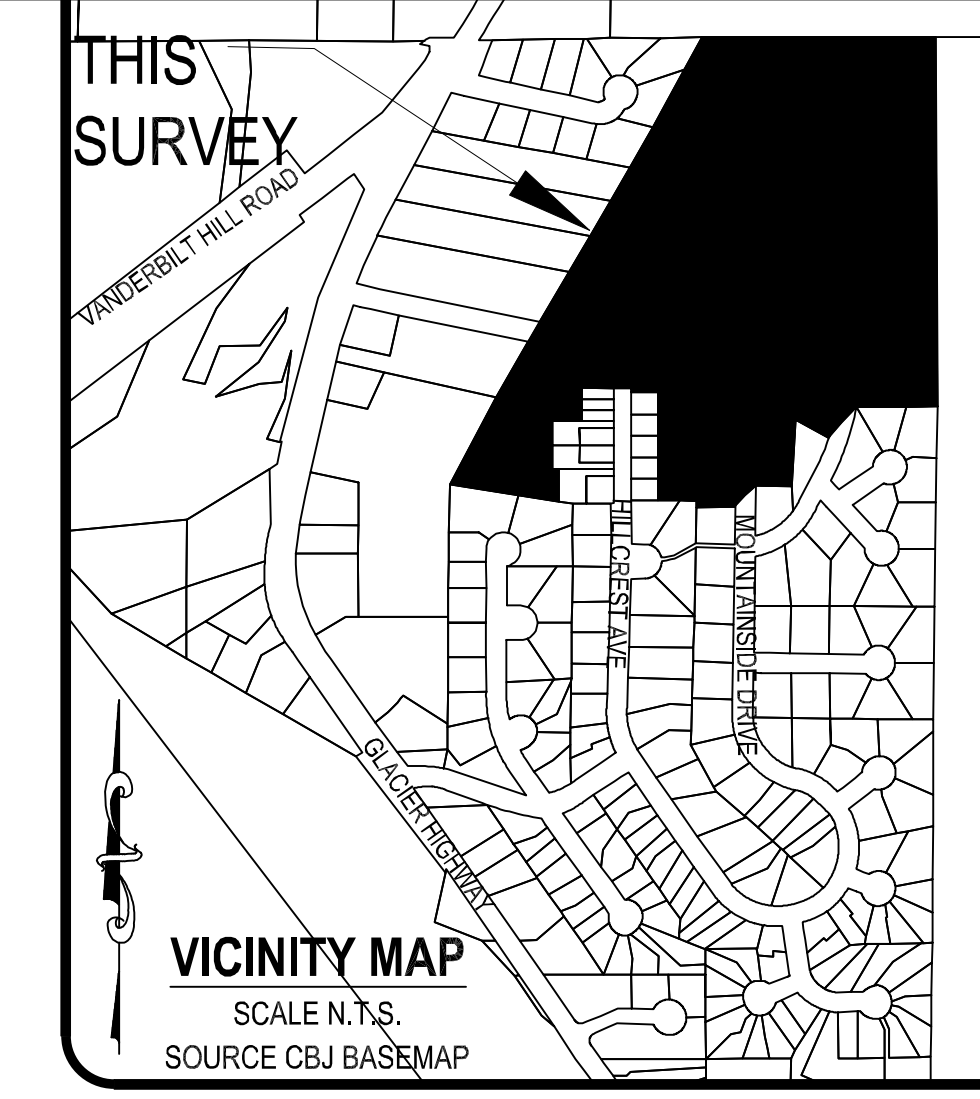 THIS
SURVEY
VANDERBILT HILL ROAD
HILLCREST AVE
MOUNTAINSIDE DRIVE
GLACIER HIGHWAY
VICINITY MAP
SCALE N.T.S.
SOURCE CBJ BASEMAP